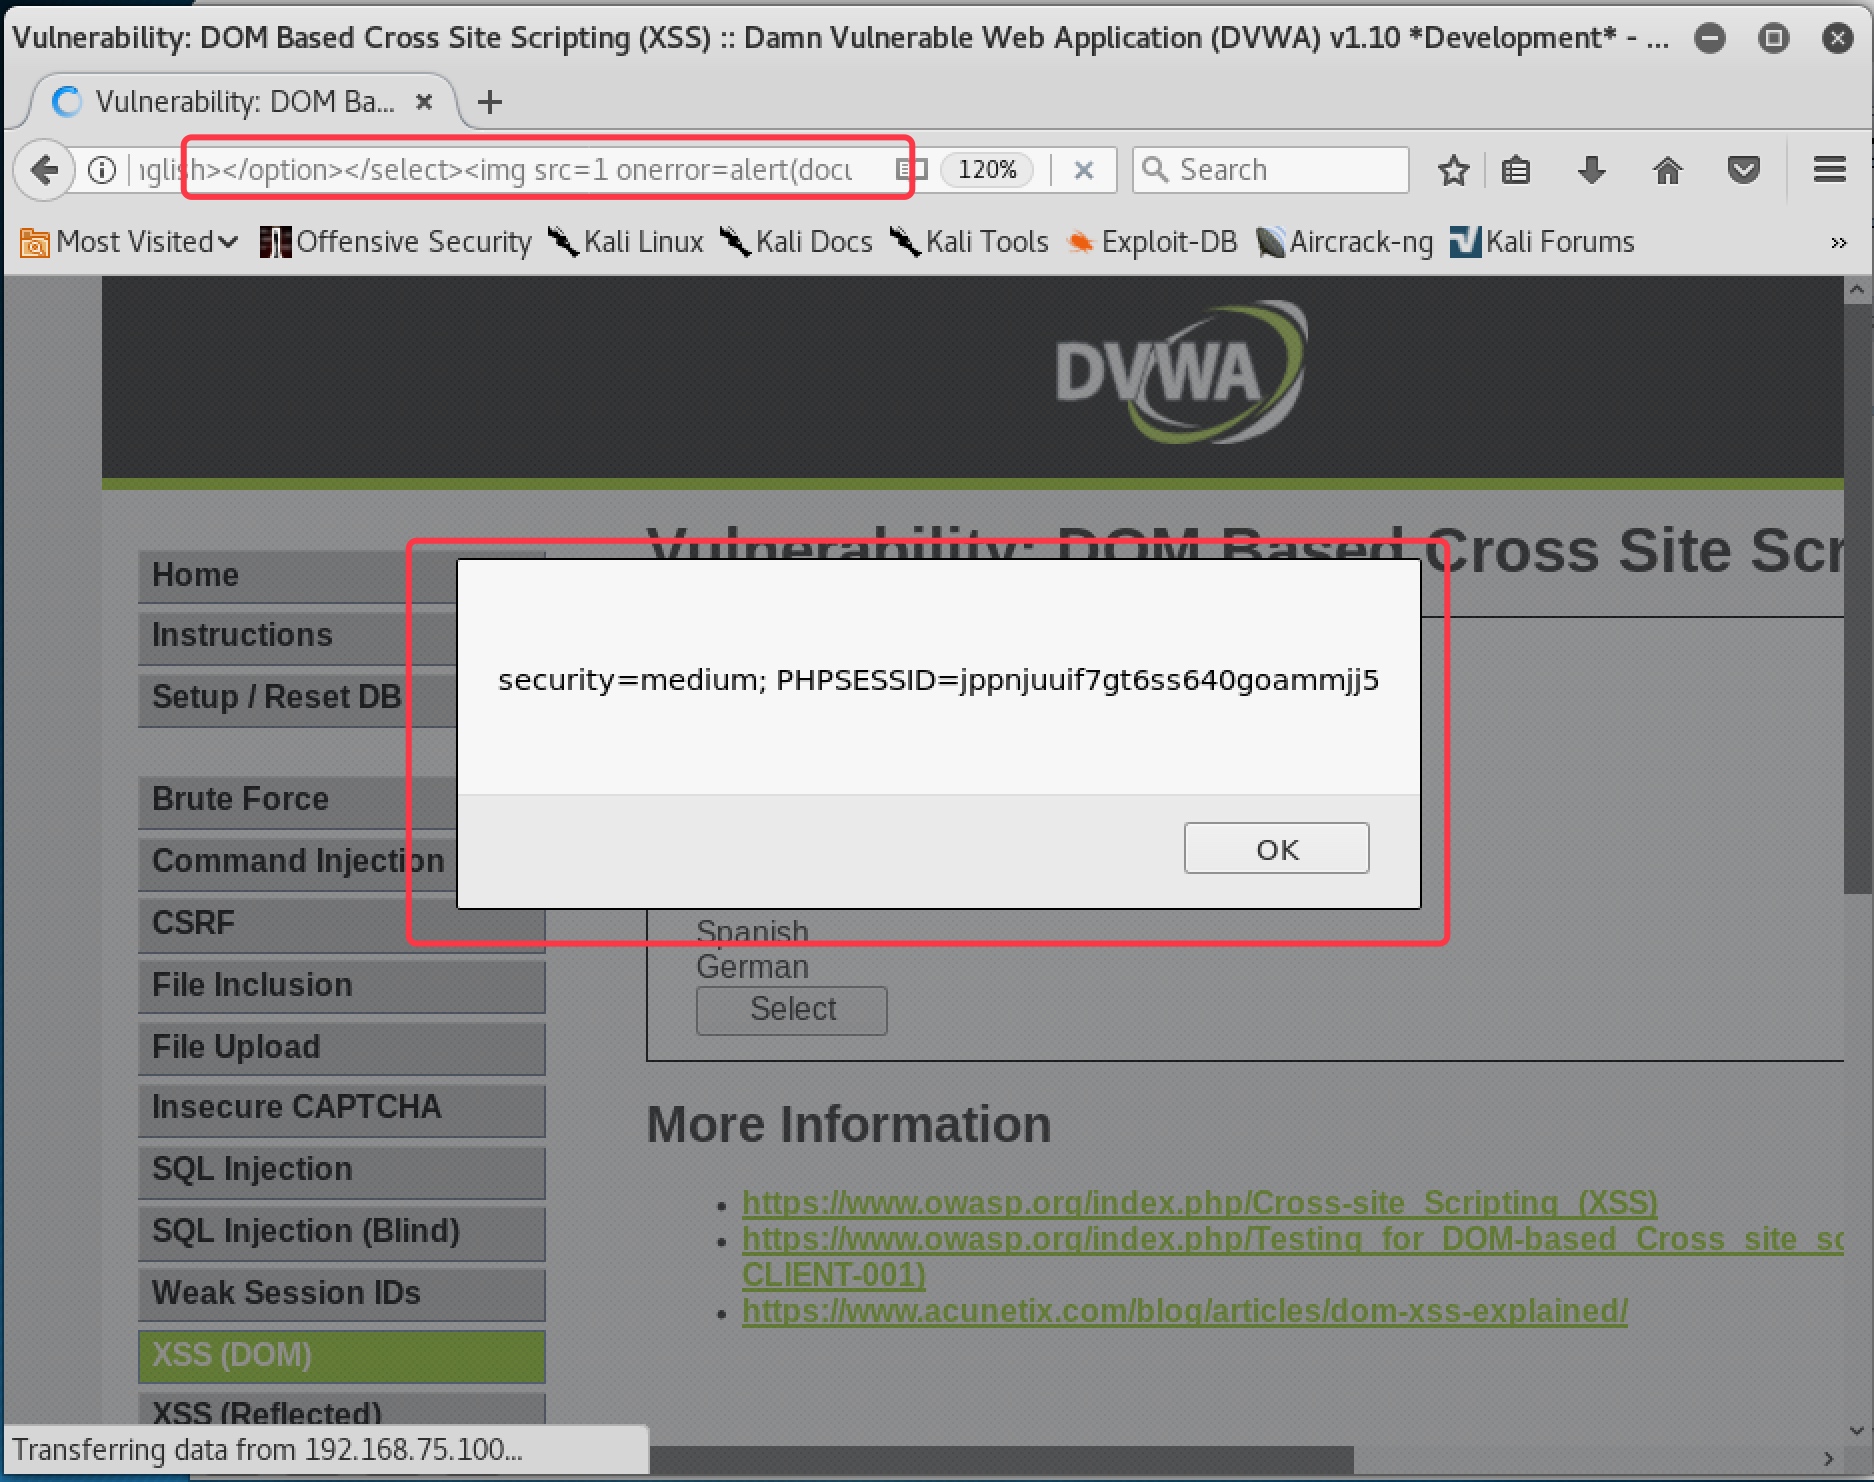 Vulnerability: DOM Based Cross Site Scripting (XSS) :: Damn Vulnerable Web Application (DVWA) v1.10 *Development* - ...
Vulnerability: DOM Ba...
nglish></option></select><img src=1 onerror=alert(docu
120%
Search
Most Visited
Offensive Security
Kali Linux
Kali Docs
Kali Tools
Exploit-DB
Aircrack-ng
Kali Forums
DVWA
Vulnerability: DOM Based Cross Site Scr
Home
Instructions
Setup / Reset DB
Brute Force
Command Injection
CSRF
File Inclusion
File Upload
Insecure CAPTCHA
SQL Injection
SQL Injection (Blind)
Weak Session IDs
XSS (DOM)
XSS (Reflected)
security=medium; PHPSESSID=jppnjuuif7gt6ss640goammjj5
OK
Spanish
German
Select
More Information
https://www.owasp.org/index.php/Cross-site_Scripting_(XSS)
https://www.owasp.org/index.php/Testing_for_DOM-based_Cross_site_sc
CLIENT-001)
https://www.acunetix.com/blog/articles/dom-xss-explained/
Transferring data from 192.168.75.100...